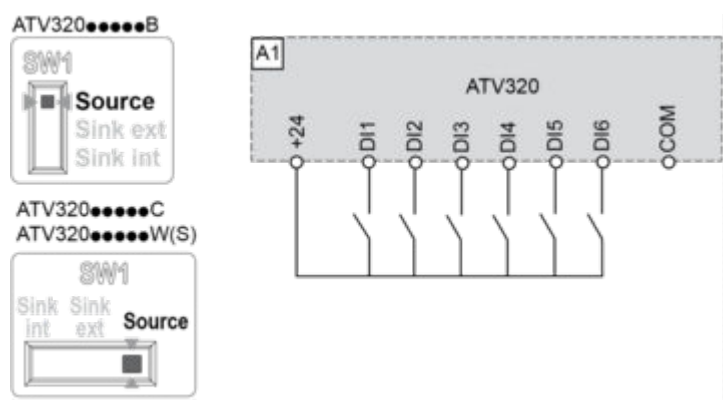 ATV320●●●●●B
SW1
Source
Sink ext
Sink int
ATV320●●●●●C
ATV320●●●●●W(S)
SW1
Sink int
Sink ext
Source
A1
ATV320
+24
DI1
DI2
DI3
DI4
DI5
DI6
COM